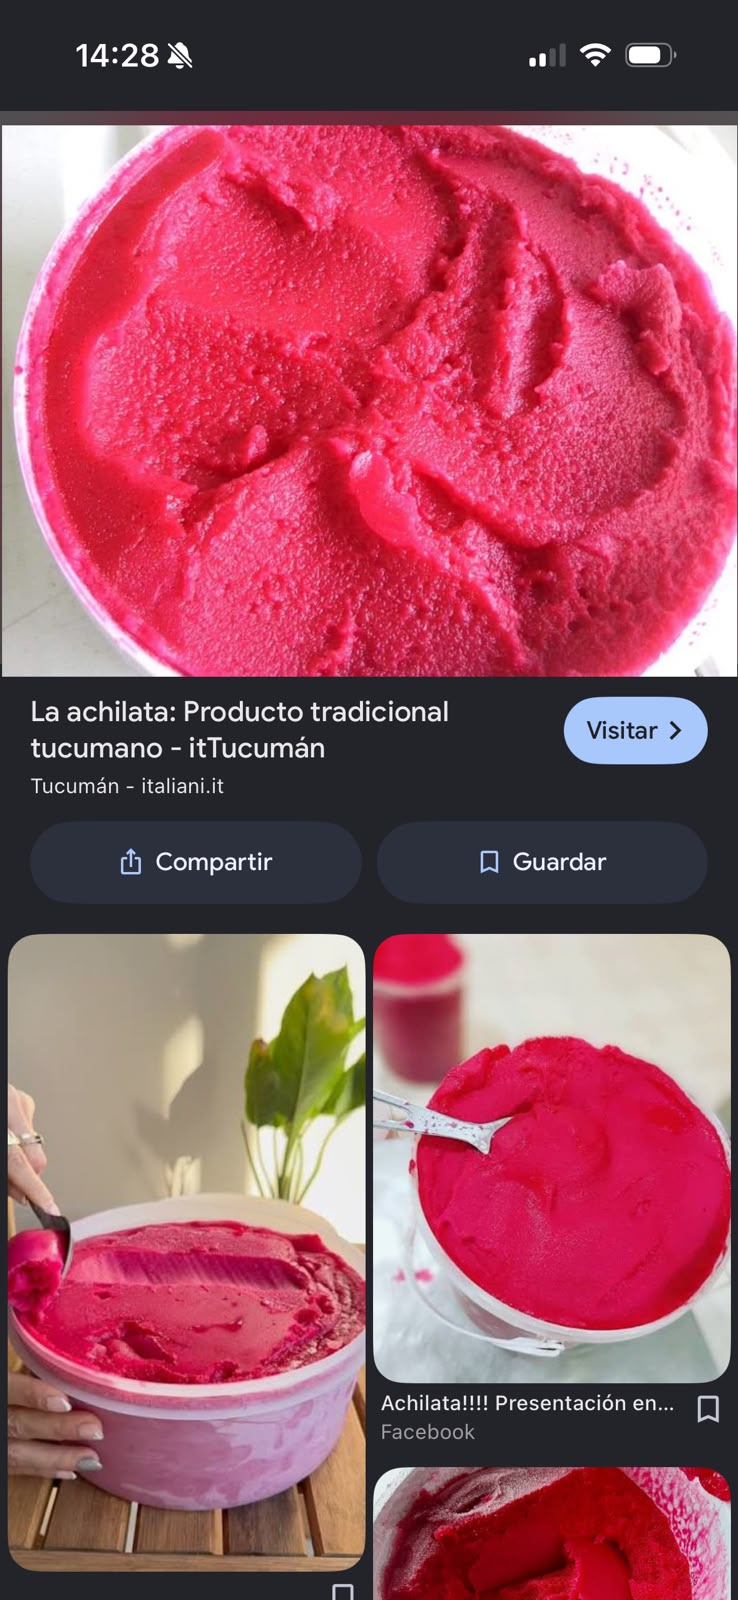 14:28
La achilata: Producto tradicional
tucumano - itTucumán
Tucumán - italiani.it
Visitar
Compartir
Guardar
Achilata!!!! Presentación en...
Facebook